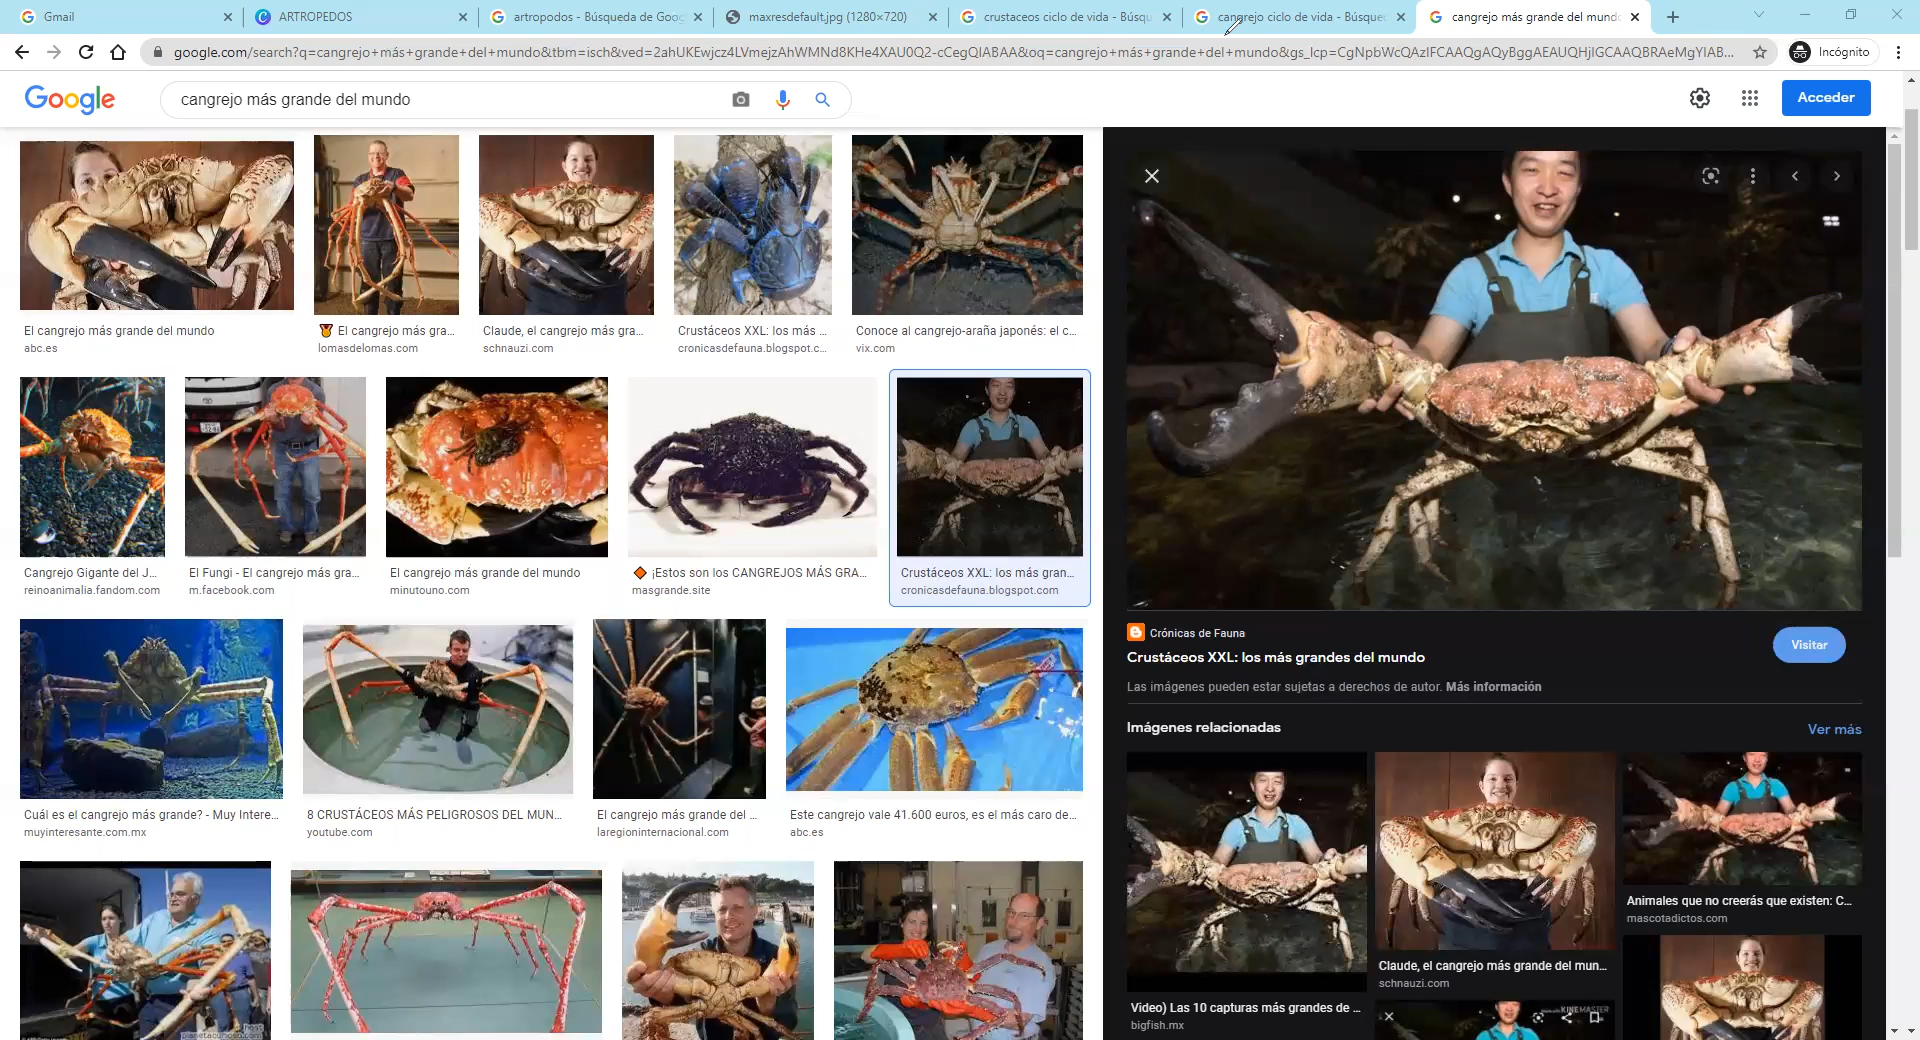 Gmail
ARTROPEDOS
artropodos - Búsqueda de Goog
maxresdefault.jpg (1280×720)
crustaceos ciclo de vida - Búsqu
cangrejo ciclo de vida - Búsque
cangrejo más grande del mundo
google.com/search?q=cangrejo+más+grande+del+mundo&tbm=isch&ved=2ahUKEwjcz4LVmejzAhWMNd8KHe4XAU0Q2-cCegQIABAA&oq=cangrejo+más+grande+del+mundo&gs_lcp=CgNpbWcQAzIFCAAQgAQyBggAEAUQHjIGCAAQBRAeMgYIAB...
Incógnito
Google
cangrejo más grande del mundo
Acceder
El cangrejo más grande del mundo
abc.es
El cangrejo más gra...
lomasdelomas.com
Claude, el cangrejo más gra...
schnauzi.com
Crustáceos XXL: los más ...
cronicasdefauna.blogspot.c...
Conoce al cangrejo-araña japonés: el c...
vix.com
Cangrejo Gigante del J...
reinoanimalia.fandom.com
El Fungi - El cangrejo más gra...
m.facebook.com
El cangrejo más grande del mundo
minutouno.com
¡Estos son los CANGREJOS MÁS GRA...
masgrande.site
Crustáceos XXL: los más gran...
cronicasdefauna.blogspot.com
Cuál es el cangrejo más grande? - Muy Intere...
muyinteresante.com.mx
8 CRUSTÁCEOS MÁS PELIGROSOS DEL MUN...
youtube.com
El cangrejo más grande del ...
laregioninternacional.com
Este cangrejo vale 41.600 euros, es el más caro de...
abc.es
Crónicas de Fauna
Crustáceos XXL: los más grandes del mundo
Visitar
Las imágenes pueden estar sujetas a derechos de autor. Más información
Imágenes relacionadas
Ver más
Video) Las 10 capturas más grandes de ...
bigfish.mx
Claude, el cangrejo más grande del mun...
schnauzi.com
Animales que no creerás que existen: C...
mascotadictos.com
KINEMASTER